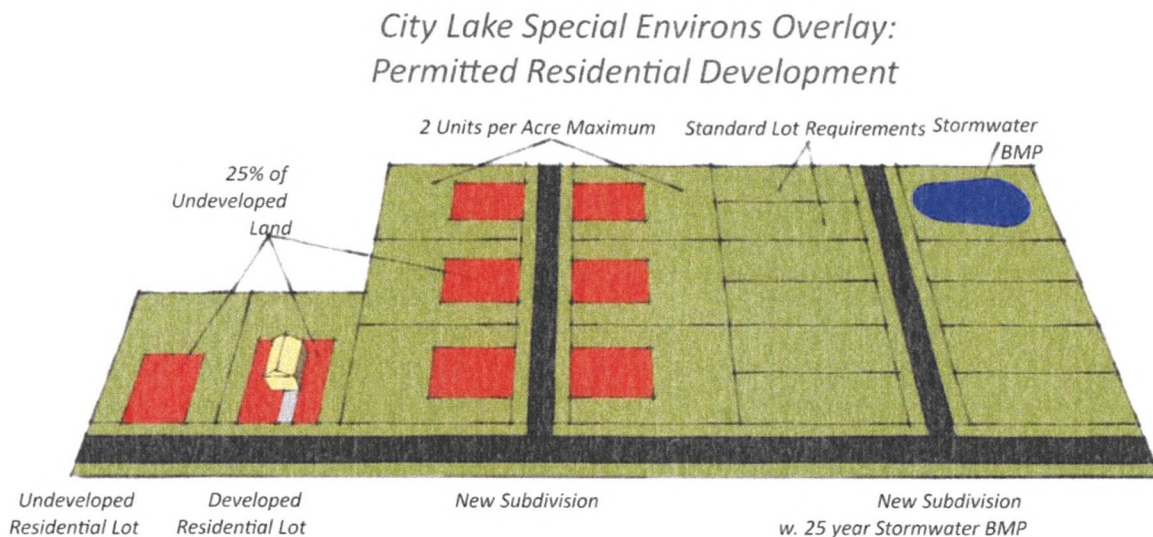 City Lake Special Environs Overlay:
Permitted Residential Development
2 Units per Acre Maximum
Standard Lot Requirements
Stormwater
BMP
25% of
Undeveloped
Land
Undeveloped
Residential Lot
Developed
Residential Lot
New Subdivision
New Subdivision
w. 25 year Stormwater BMP